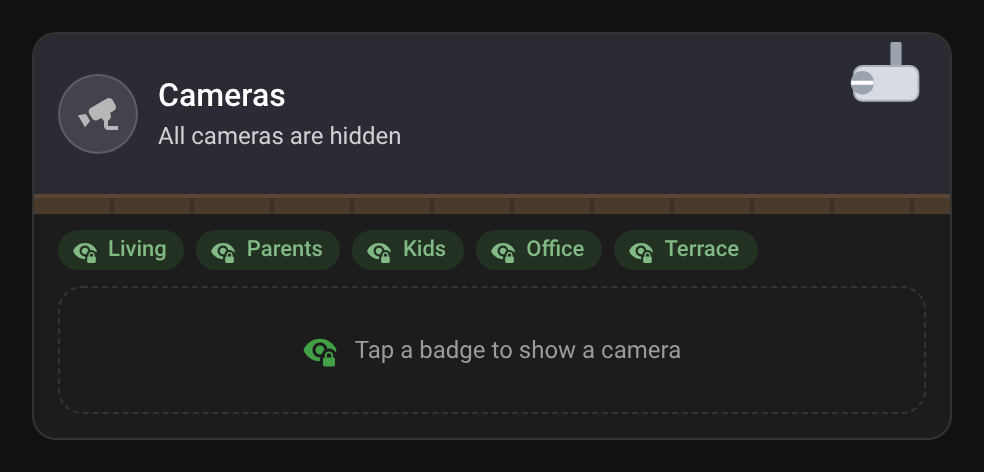 Cameras
All cameras are hidden
Living Parents Kids Office Terrace
Tap a badge to show a camera